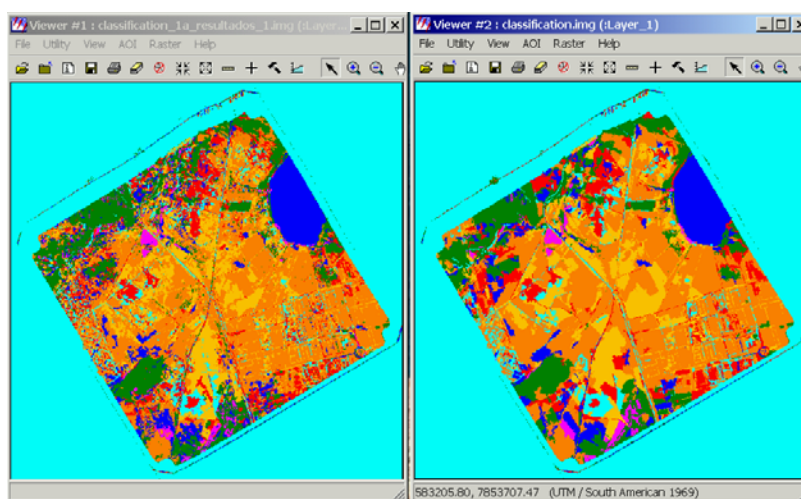 Viewer #1 : classification_1a_resultados_1.img (:Layer...
File Utility View AOI Raster Help
Viewer #2 : classification.img (:Layer_1)
File Utility View AOI Raster Help
583205.80, 7853707.47 (UTM / South American 1969)